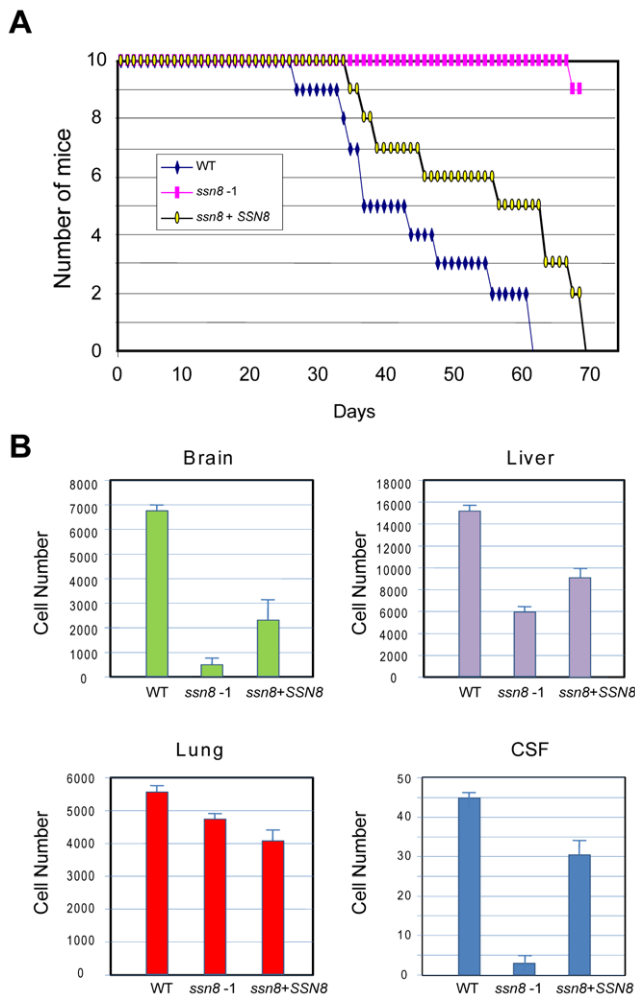 A
Number of mice
10
8
6
4
2
0
WT
ssn8 -1
ssn8 + SSN8
0 10 20 30 40 50 60 70
Days
B
Brain
Cell Number
8000
7000
6000
5000
4000
3000
2000
1000
0
WT ssn8 -1 ssn8+SSN8
Liver
Cell Number
18000
16000
14000
12000
10000
8000
6000
4000
2000
0
WT ssn8 -1 ssn8+SSN8
Lung
Cell Number
6000
5000
4000
3000
2000
1000
0
WT ssn8 -1 ssn8+SSN8
CSF
Cell Number
50
40
30
20
10
0
WT ssn8 -1 ssn8+SSN8